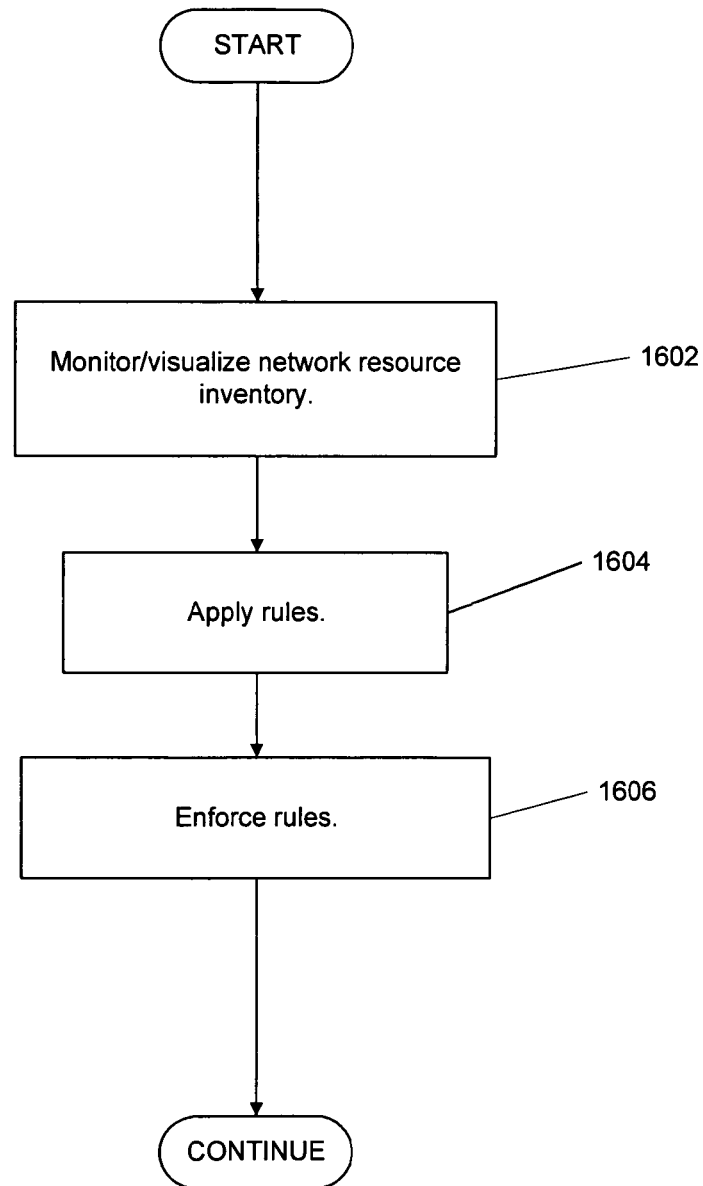 START
Monitor/visualize network resource
inventory.
1602
Apply rules.
1604
Enforce rules.
1606
CONTINUE